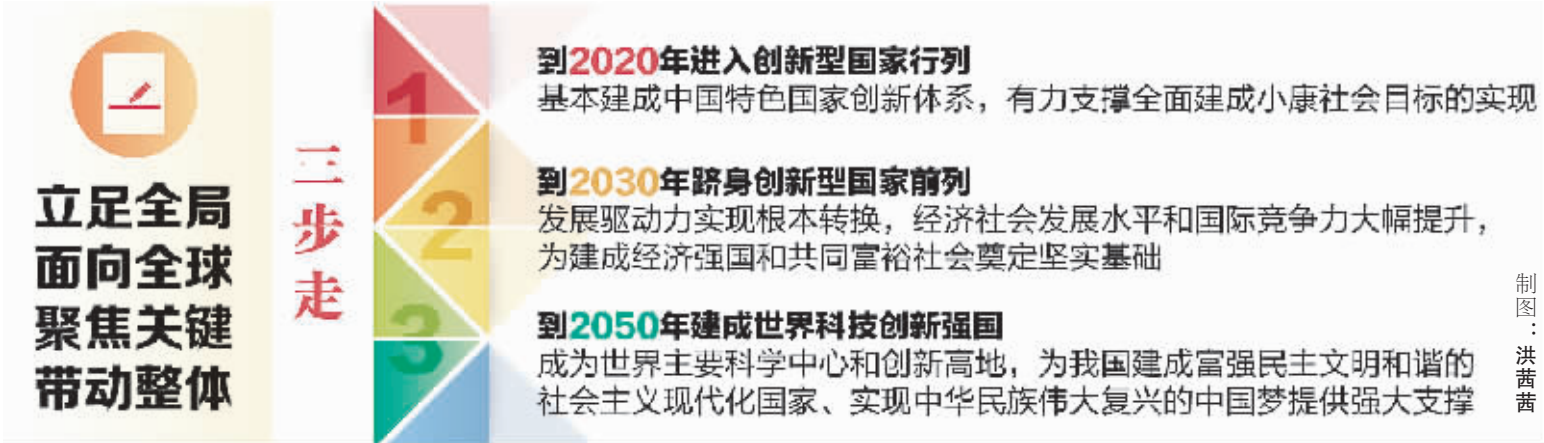 立足全局
面向全球
聚焦关键
带动整体
三步走
1
到2020年进入创新型国家行列
基本建成中国特色国家创新体系，有力支撑全面建成小康社会目标的实现
2
到2030年跻身创新型国家前列
发展驱动力实现根本转换，经济社会发展水平和国际竞争力大幅提升，
为建成经济强国和共同富裕社会奠定坚实基础
3
到2050年建成世界科技创新强国
成为世界主要科学中心和创新高地，为我国建成富强民主文明和谐的
社会主义现代化国家、实现中华民族伟大复兴的中国梦提供强大支撑
制图：洪茜茜